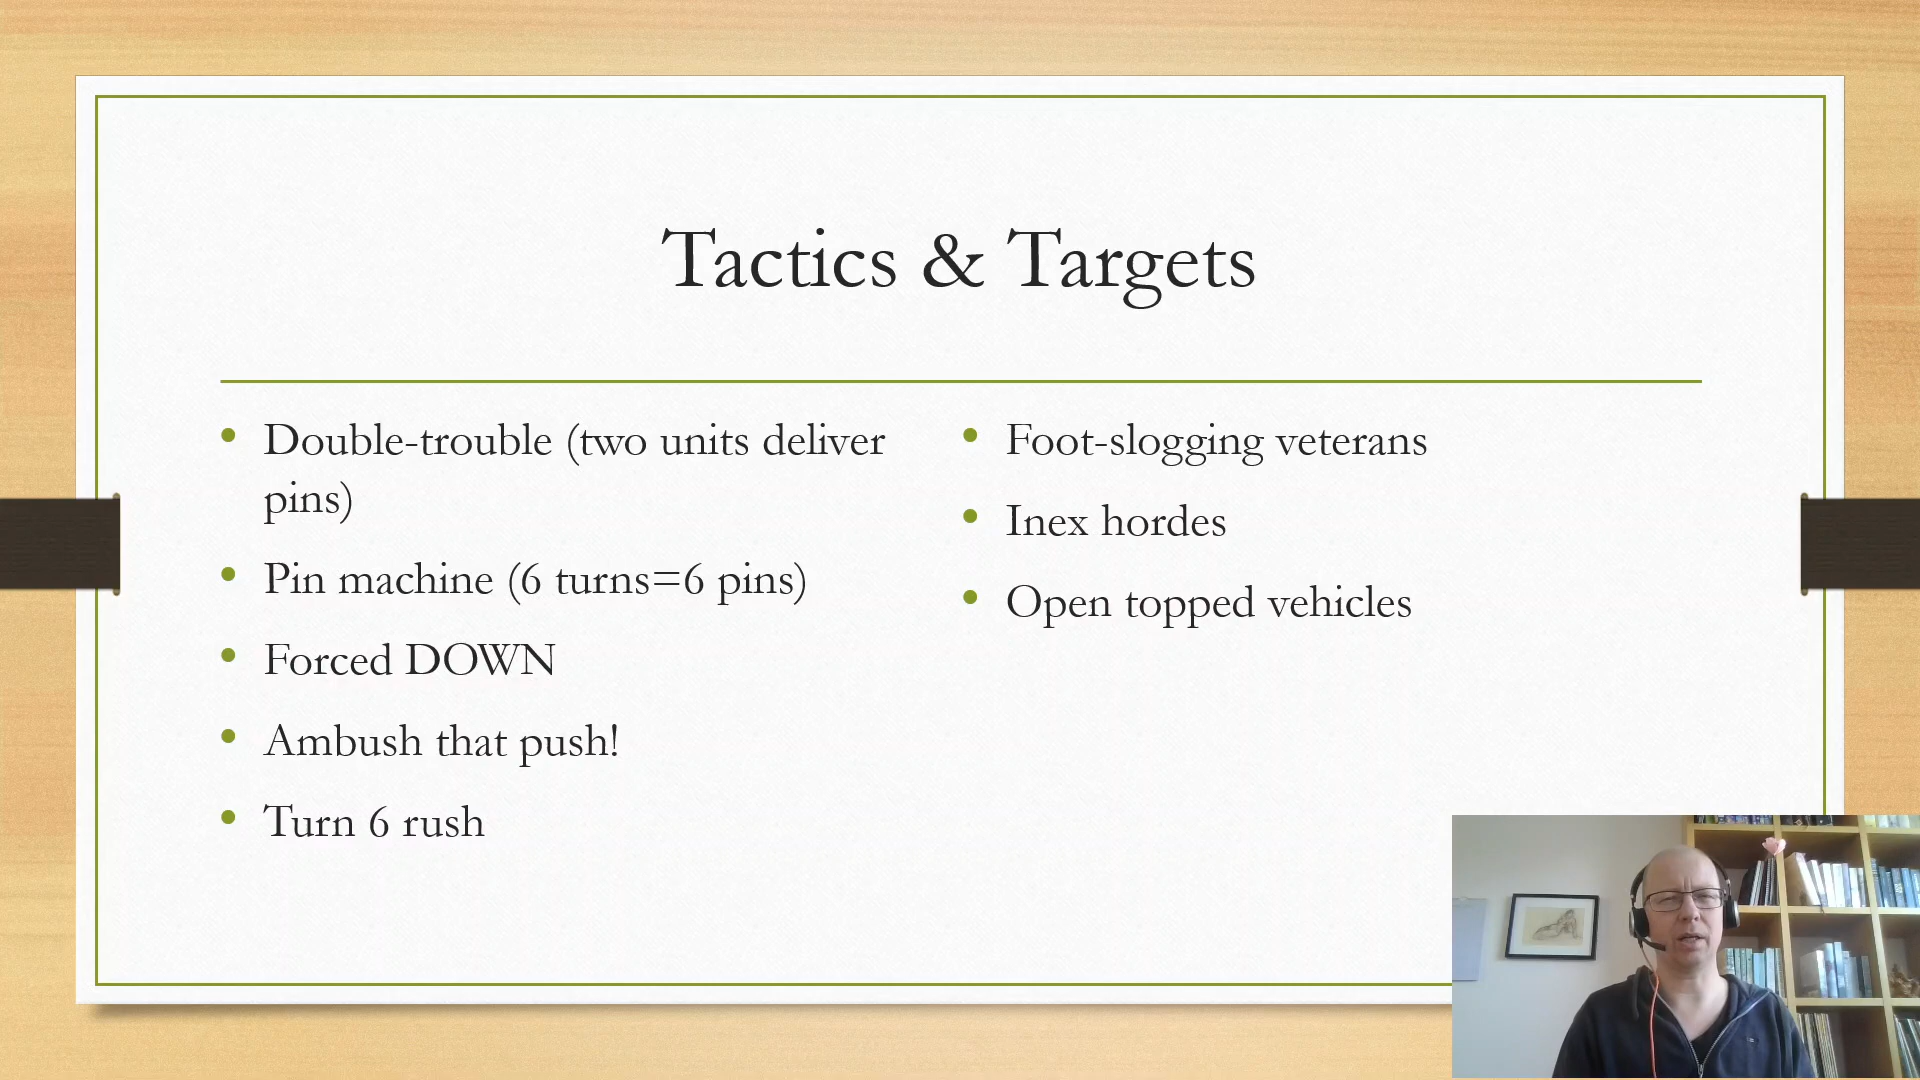 Tactics & Targets
• Double-trouble (two units deliver
pins)
• Pin machine (6 turns=6 pins)
• Forced DOWN
• Ambush that push!
• Turn 6 rush
• Foot-slogging veterans
• Inex hordes
• Open topped vehicles